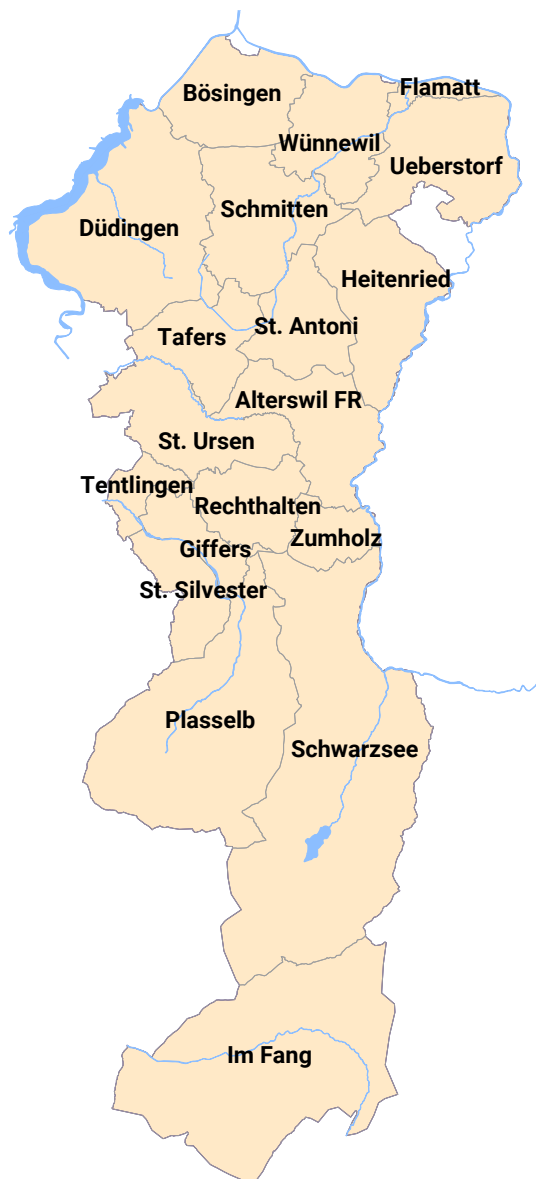 Flamatt
Bösingen
Wünnewil
Ueberstorf
Schmitten
Düdingen
Heitenried
St. Antoni
Tafers
Alterswil FR
St. Ursen
Tentlingen
Rechthalten
Zumholz
Giffers
St. Silvester
Plasselb
Schwarzsee
Im Fang